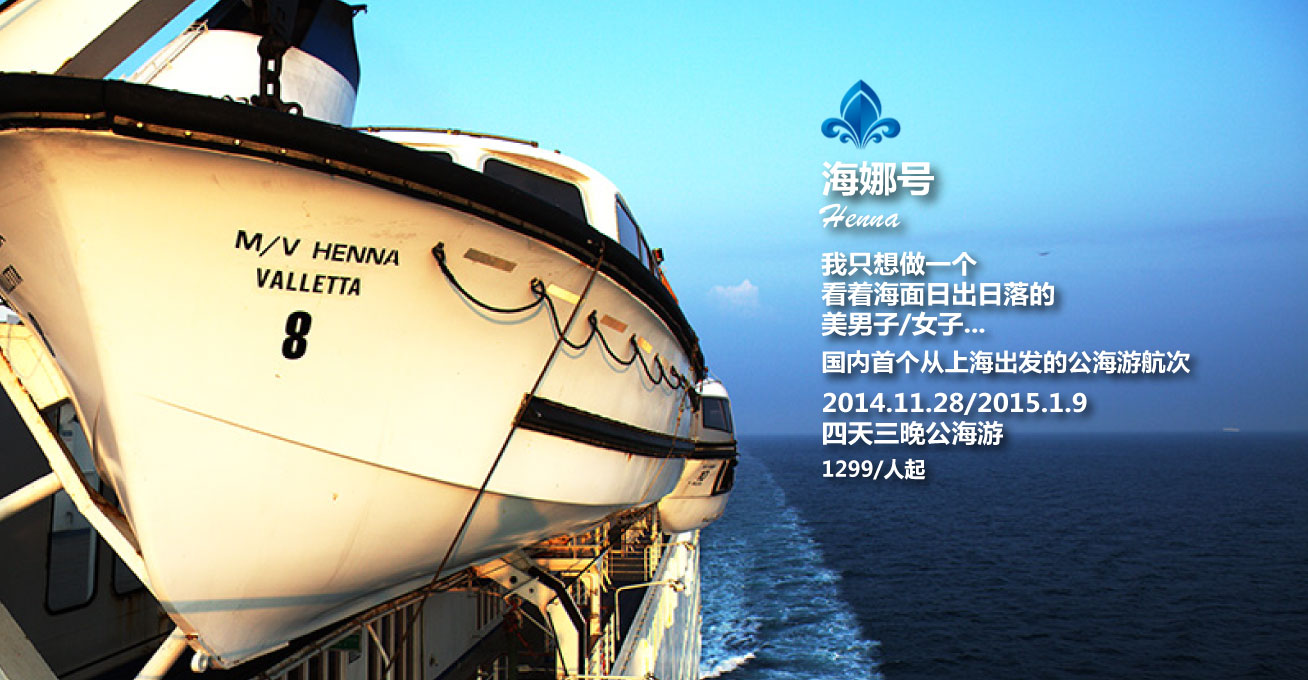 M/V HENNA
VALLETTA
8
海娜号
Henna
我只想做一个
看着海面日出日落的
美男子/女子...
国内首个从上海出发的公海游航次
2014.11.28/2015.1.9
四天三晚公海游
1299/人起